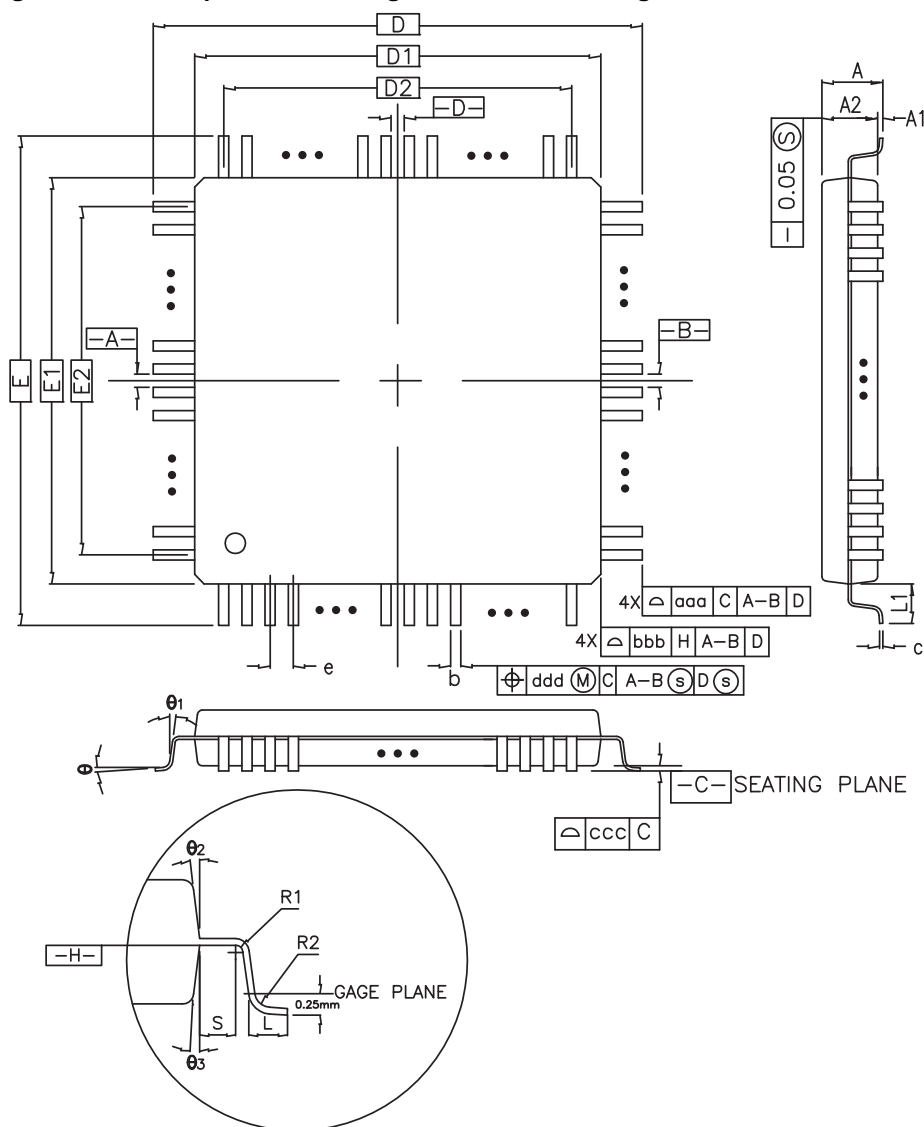 D
D1
D2
-D-
A
A2
A1
- 0.05 S
-A-
-B-
E
E1
E2
4X ⌓ aaa C A-B D
4X ⌓ bbb H A-B D
⌖ ddd M C A-B S D S
L1
c
e
b
θ1
θ
-C- SEATING PLANE
⌓ ccc C
θ2
R1
-H-
R2
GAGE PLANE
0.25mm
S
L
θ3